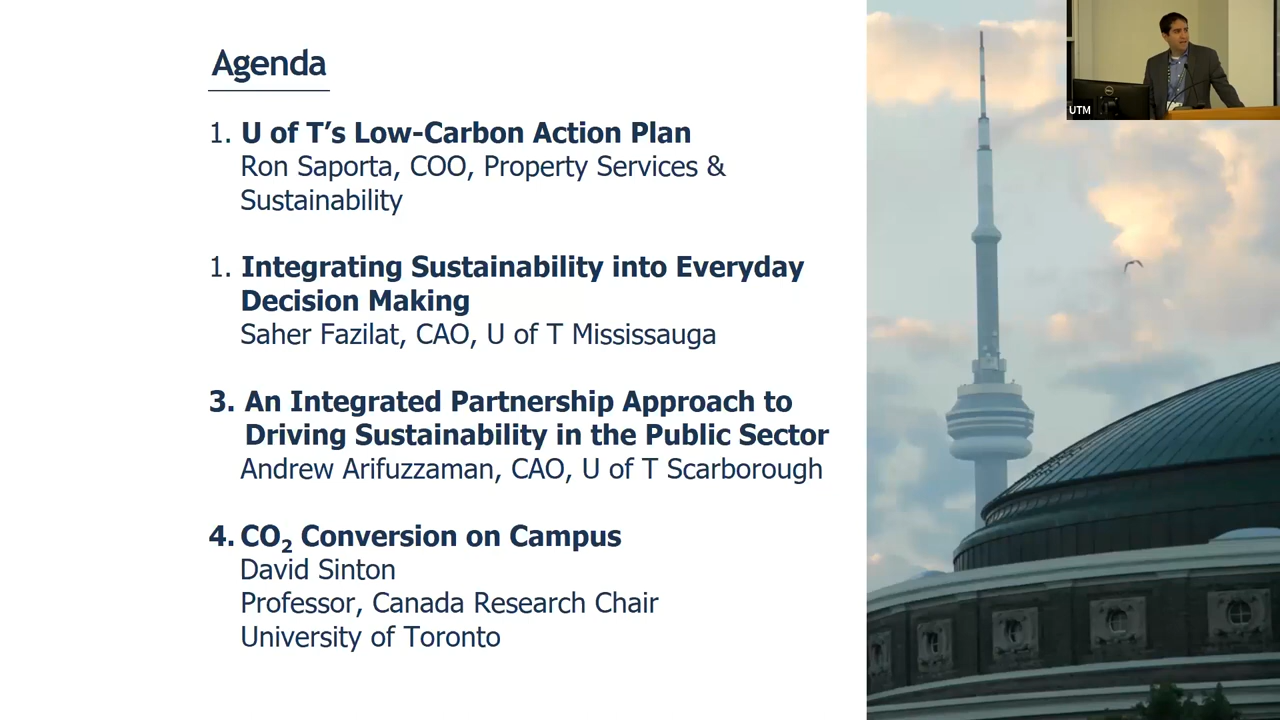 Agenda
1. U of T's Low-Carbon Action Plan
Ron Saporta, COO, Property Services &
Sustainability
1. Integrating Sustainability into Everyday
Decision Making
Saher Fazilat, CAO, U of T Mississauga
3. An Integrated Partnership Approach to
Driving Sustainability in the Public Sector
Andrew Arifuzzaman, CAO, U of T Scarborough
4. CO₂ Conversion on Campus
David Sinton
Professor, Canada Research Chair
University of Toronto
UTM